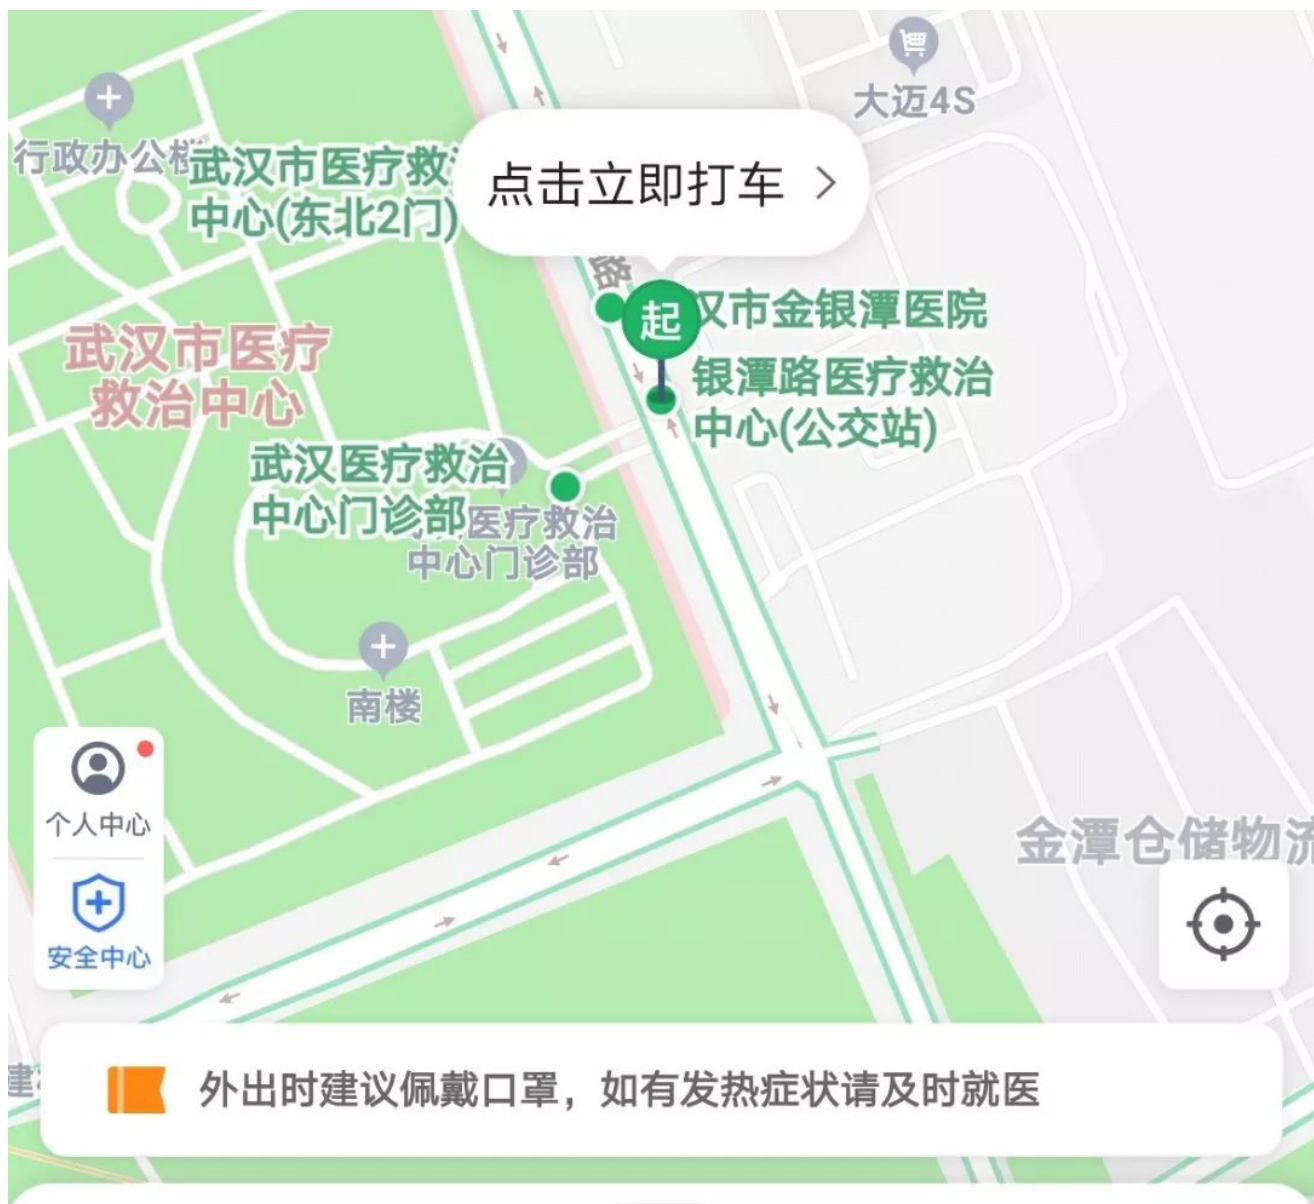 大迈4S
行政办公楼
武汉市医疗救
中心(东北2门)
点击立即打车
路
起
汉市金银潭医院
武汉市医疗
救治中心
银潭路医疗救治
中心(公交站)
武汉医疗救治
中心门诊部
医疗救治
中心门诊部
南楼
个人中心
安全中心
金潭仓储物流
建
外出时建议佩戴口罩，如有发热症状请及时就医